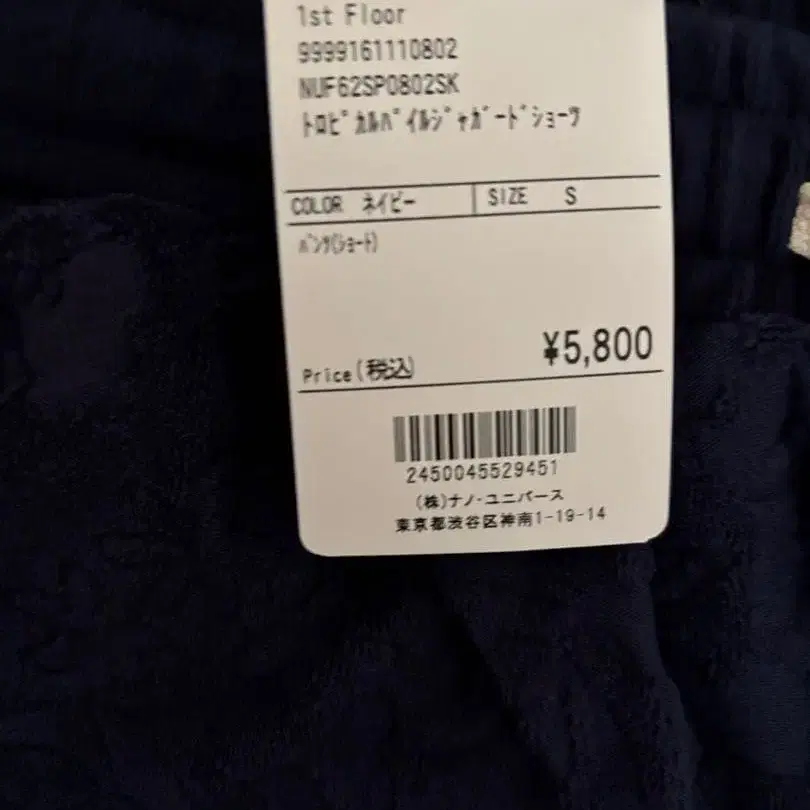 1st Floor
9999161110802
NUF62SP0802SK
ﾄﾛﾋﾟｶﾙﾊﾟｲﾙｼﾞｬｶﾞｰﾄﾞｼｮｰﾂ
COLOR ネイビー SIZE S
ﾊﾟﾝﾂ(ｼｮｰﾄ)
¥5,800
Price(税込)
2450045529451
(株)ナノ・ユニバース
東京都渋谷区神南1-19-14